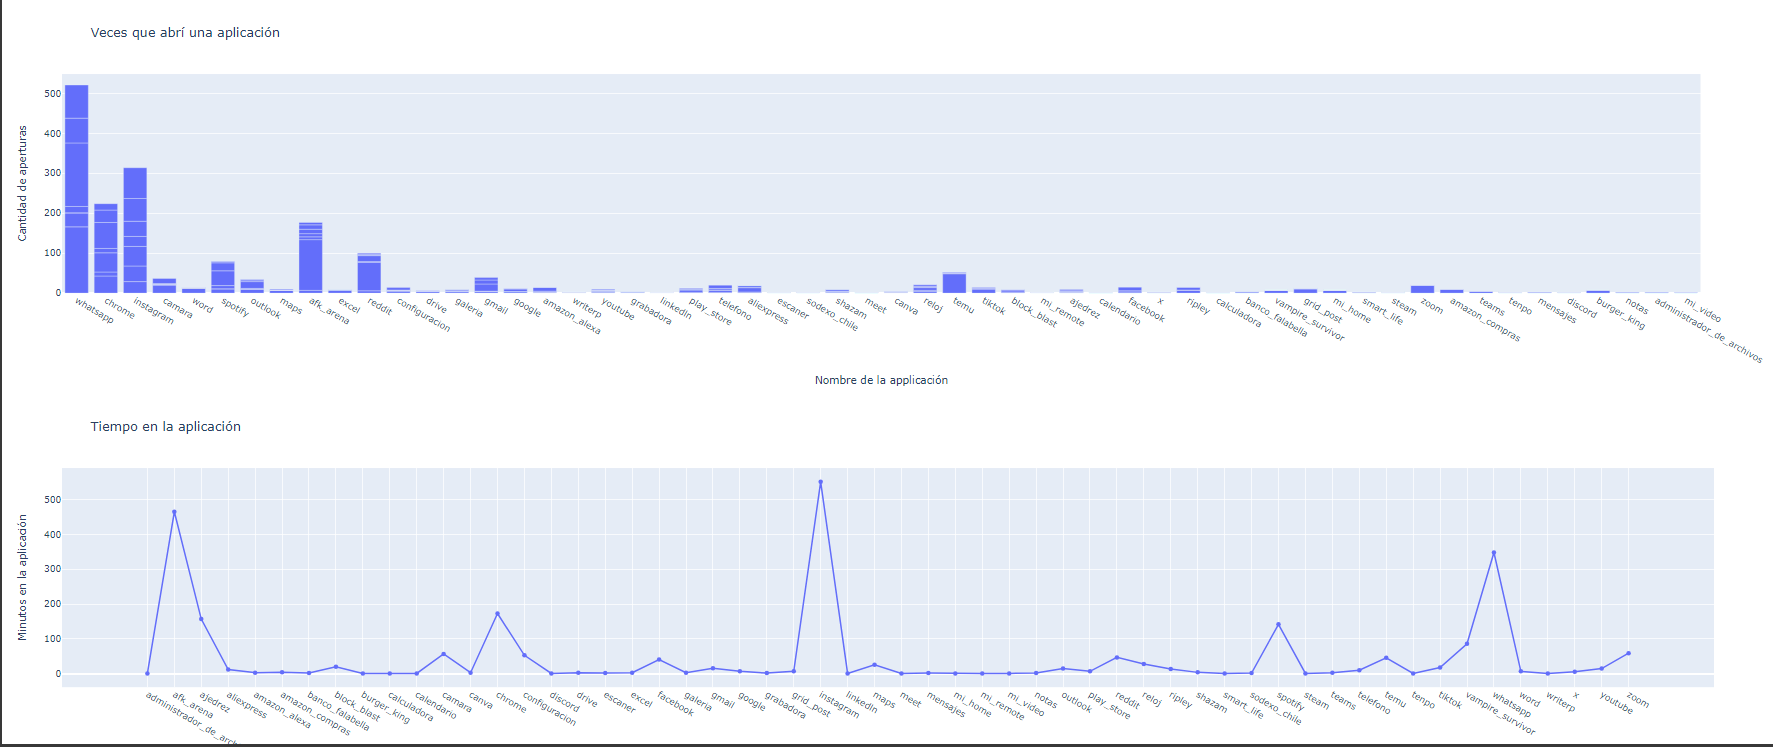 Veces que abrí una aplicación
Cantidad de aperturas
500
400
300
200
100
0
whatsapp
chrome
instagram
camara
word
spotify
outlook
maps
afk_arena
excel
reddit
configuracion
drive
galeria
gmail
google
amazon_alexa
writerp
youtube
grabadora
linkedIn
play_store
telefono
aliexpress
escaner
sodexo_chile
shazam
meet
canva
reloj
temu
tiktok
block_blast
mi_remote
ajedrez
calendario
facebook
x
ripley
calculadora
banco_falabella
vampire_survivor
grid_post
mi_home
smart_life
steam
zoom
amazon_compras
teams
tenpo
mensajes
discord
burger_king
notas
administrador_de_archivos
mi_video
Nombre de la applicación
Tiempo en la aplicación
Minutos en la aplicación
500
400
300
200
100
0
administrador_de_arch
afk_arena
ajedrez
aliexpress
amazon_alexa
amazon_compras
banco_falabella
block_blast
burger_king
calculadora
calendario
camara
canva
chrome
configuracion
discord
drive
escaner
excel
facebook
galeria
gmail
google
grabadora
grid_post
instagram
linkedIn
maps
meet
mensajes
mi_home
mi_remote
mi_video
notas
outlook
play_store
reddit
reloj
ripley
shazam
smart_life
sodexo_chile
spotify
steam
teams
telefono
temu
tenpo
tiktok
vampire_survivor
whatsapp
word
writerp
x
youtube
zoom